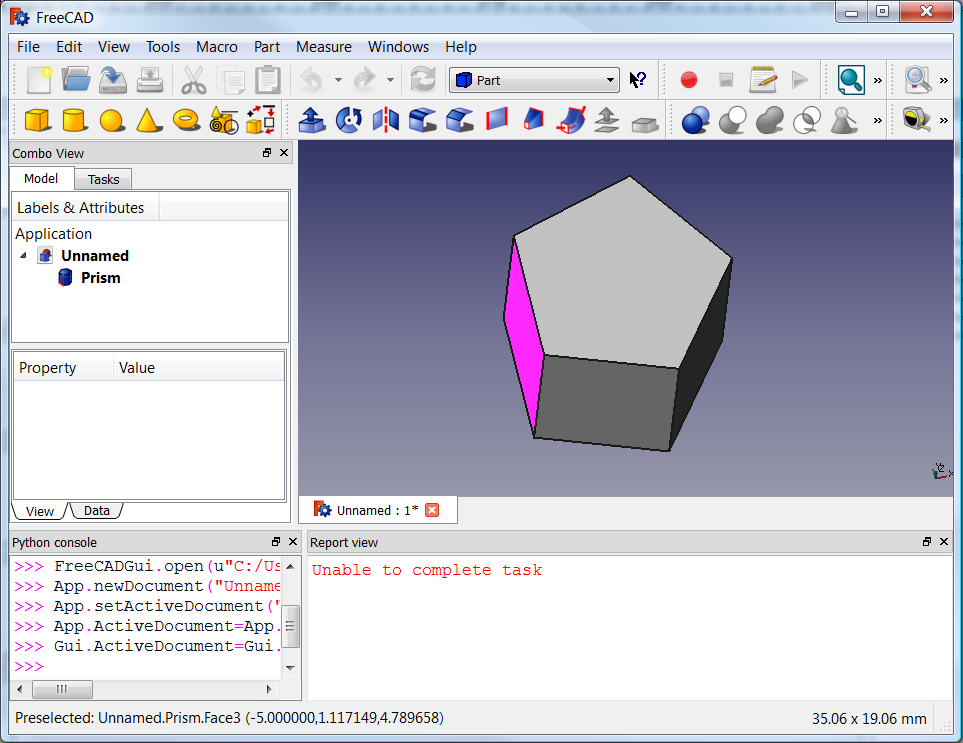 FreeCAD
File Edit View Tools Macro Part Measure Windows Help
Part
Combo View
Model Tasks
Labels & Attributes
Application
Unnamed
Prism
Property Value
View Data
Unnamed : 1*
Python console
>>> FreeCADGui.open(u"C:/Us
>>> App.newDocument("Unname
>>> App.setActiveDocument("
>>> App.ActiveDocument=App.
>>> Gui.ActiveDocument=Gui.
>>>
Report view
Unable to complete task
Preselected: Unnamed.Prism.Face3 (-5.000000,1.117149,4.789658)
35.06 x 19.06 mm